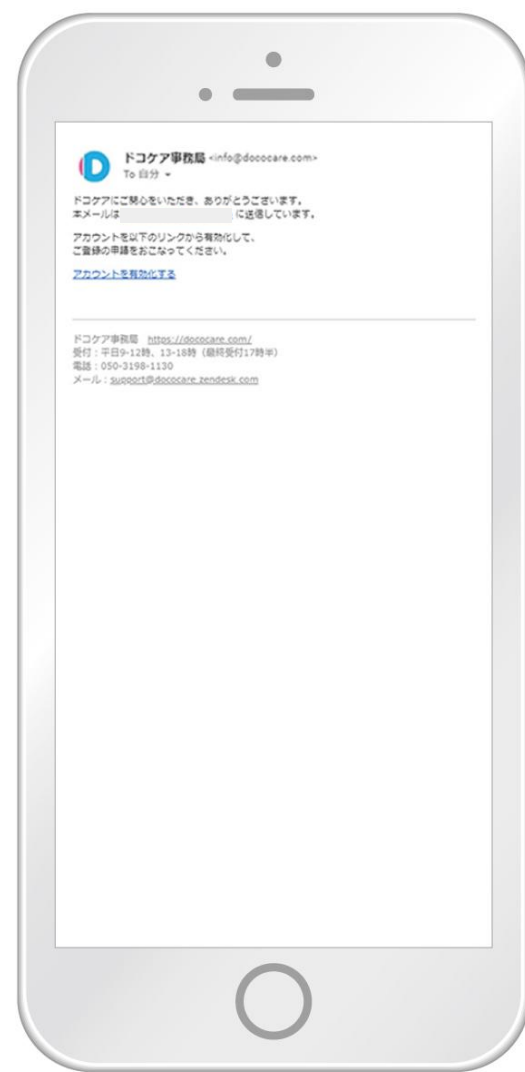 ドコケア事務局 <info@dococare.com>
To 自分
ドコケアにご関心をいただき、ありがとうございます。
本メールは に送信しています。
アカウントを以下のリンクから有効化して、
ご登録の申請をおこなってください。
アカウントを有効化する
ドコケア事務局 https://dococare.com/
受付：平日9-12時、13-18時（最終受付17時半）
電話：050-3198-1130
メール：support@dococare.zendesk.com